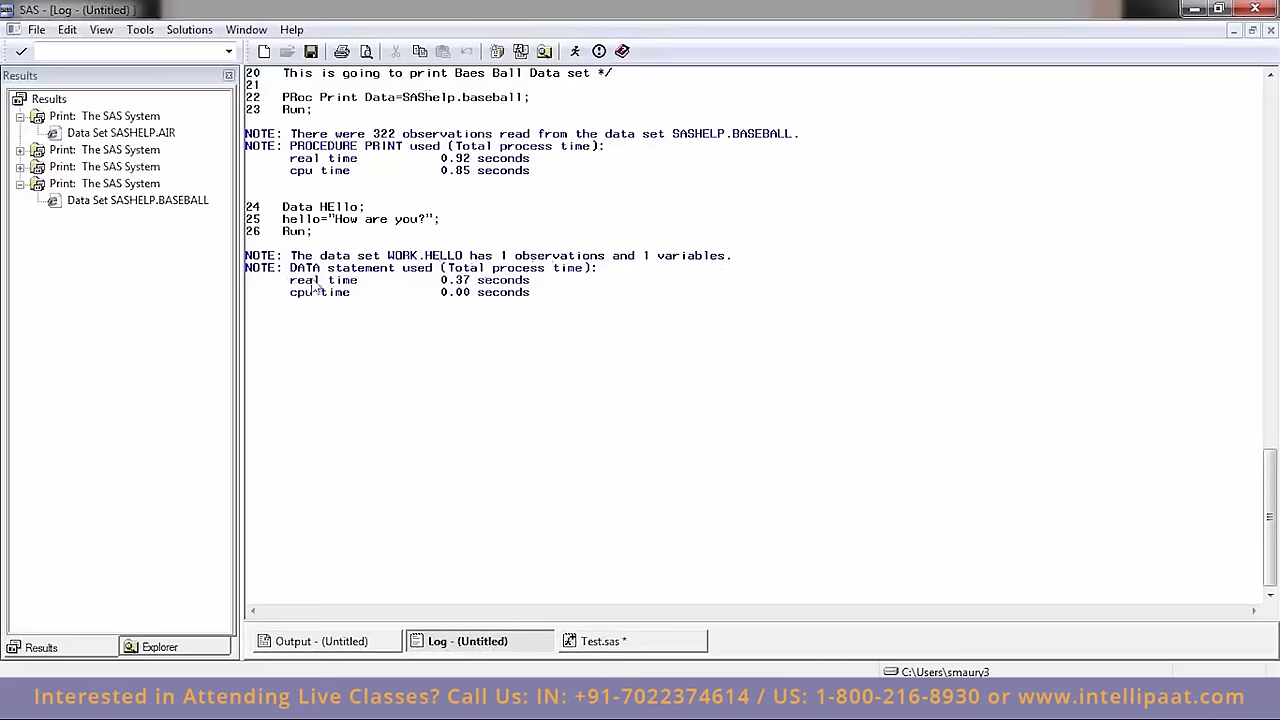 SAS - [Log - (Untitled) ]
File Edit View Tools Solutions Window Help
Results
Results
Print: The SAS System
Data Set SASHELP.AIR
Print: The SAS System
Print: The SAS System
Print: The SAS System
Data Set SASHELP.BASEBALL
20 This is going to print Baes Ball Data set */
21
22 PRoc Print Data=SAShelp.baseball;
23 Run;
NOTE: There were 322 observations read from the data set SASHELP.BASEBALL.
NOTE: PROCEDURE PRINT used (Total process time):
real time 0.92 seconds
cpu time 0.85 seconds
24 Data HEllo;
25 hello="How are you?";
26 Run;
NOTE: The data set WORK.HELLO has 1 observations and 1 variables.
NOTE: DATA statement used (Total process time):
real time 0.37 seconds
cpu time 0.00 seconds
Results Explorer
Output - (Untitled) Log - (Untitled) Test.sas *
C:\Users\smaury3
Interested in Attending Live Classes? Call Us: IN: +91-7022374614 / US: 1-800-216-8930 or www.intellipaat.com